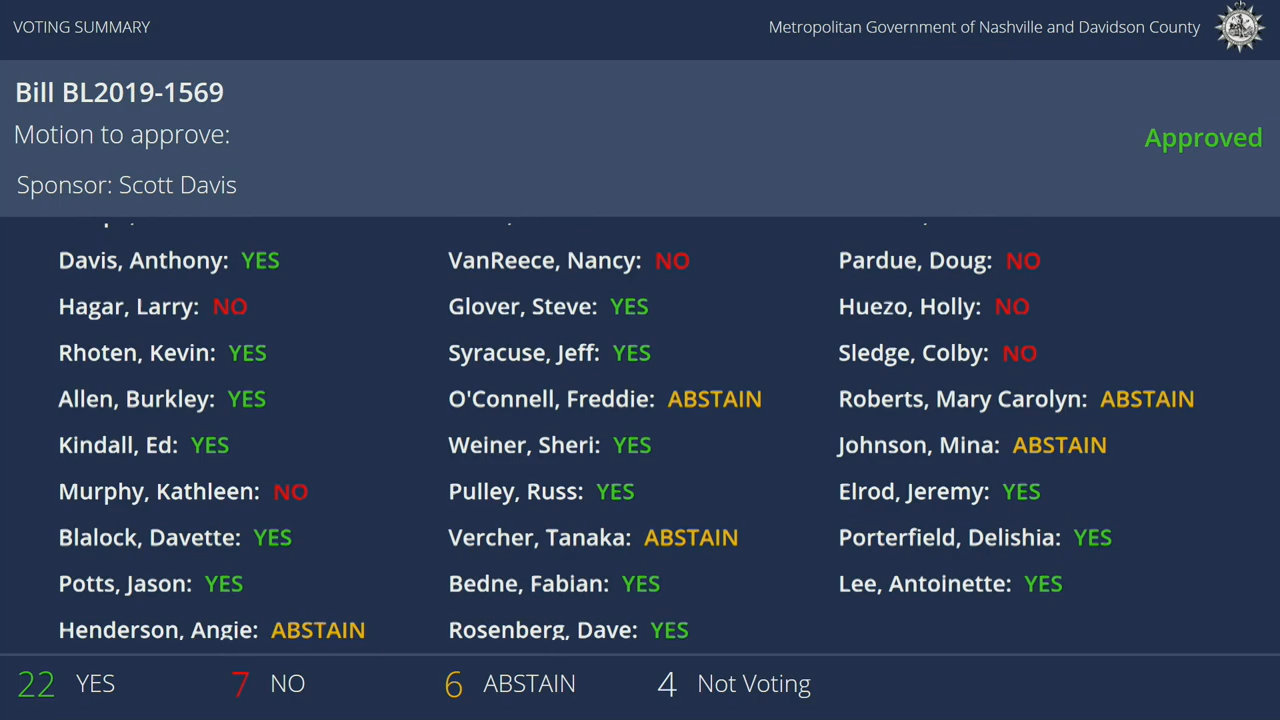 VOTING SUMMARY
Metropolitan Government of Nashville and Davidson County
Bill BL2019-1569
Motion to approve:
Approved
Sponsor: Scott Davis
Davis, Anthony: YES VanReece, Nancy: NO Pardue, Doug: NO
Hagar, Larry: NO Glover, Steve: YES Huezo, Holly: NO
Rhoten, Kevin: YES Syracuse, Jeff: YES Sledge, Colby: NO
Allen, Burkley: YES O'Connell, Freddie: ABSTAIN Roberts, Mary Carolyn: ABSTAIN
Kindall, Ed: YES Weiner, Sheri: YES Johnson, Mina: ABSTAIN
Murphy, Kathleen: NO Pulley, Russ: YES Elrod, Jeremy: YES
Blalock, Davette: YES Vercher, Tanaka: ABSTAIN Porterfield, Delishia: YES
Potts, Jason: YES Bedne, Fabian: YES Lee, Antoinette: YES
Henderson, Angie: ABSTAIN Rosenberg, Dave: YES
22 YES 7 NO 6 ABSTAIN 4 Not Voting